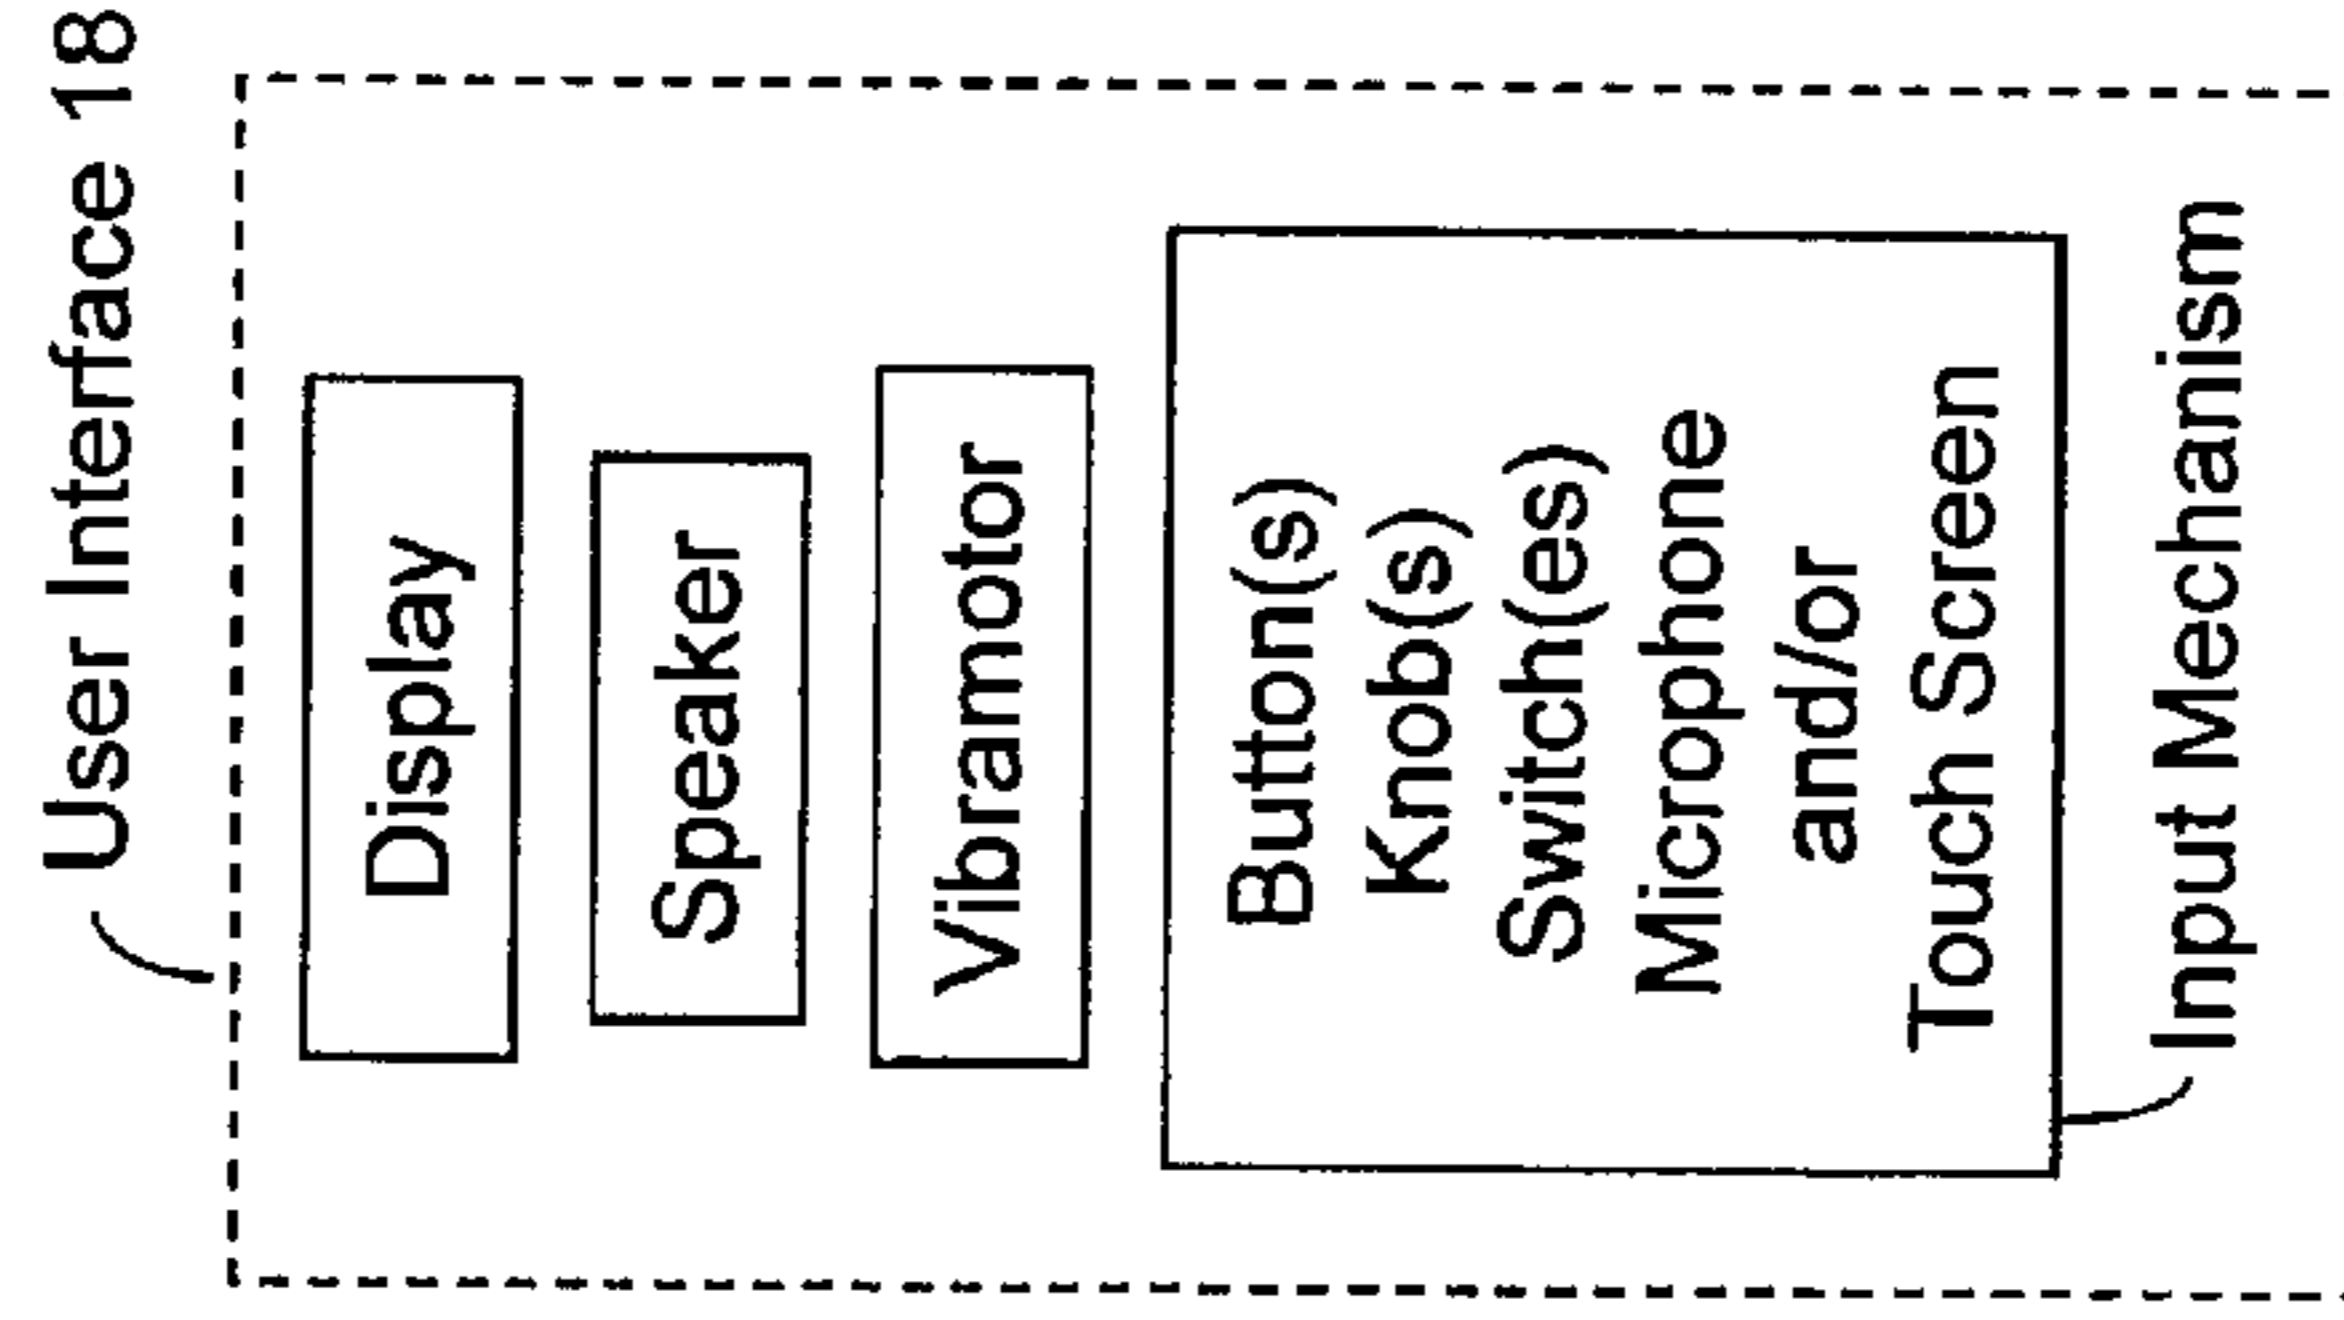 User Interface 18
Display
Speaker
Vibramotor
Button(s)
Knob(s)
Switch(es)
Microphone
and/or
Touch Screen
Input Mechanism